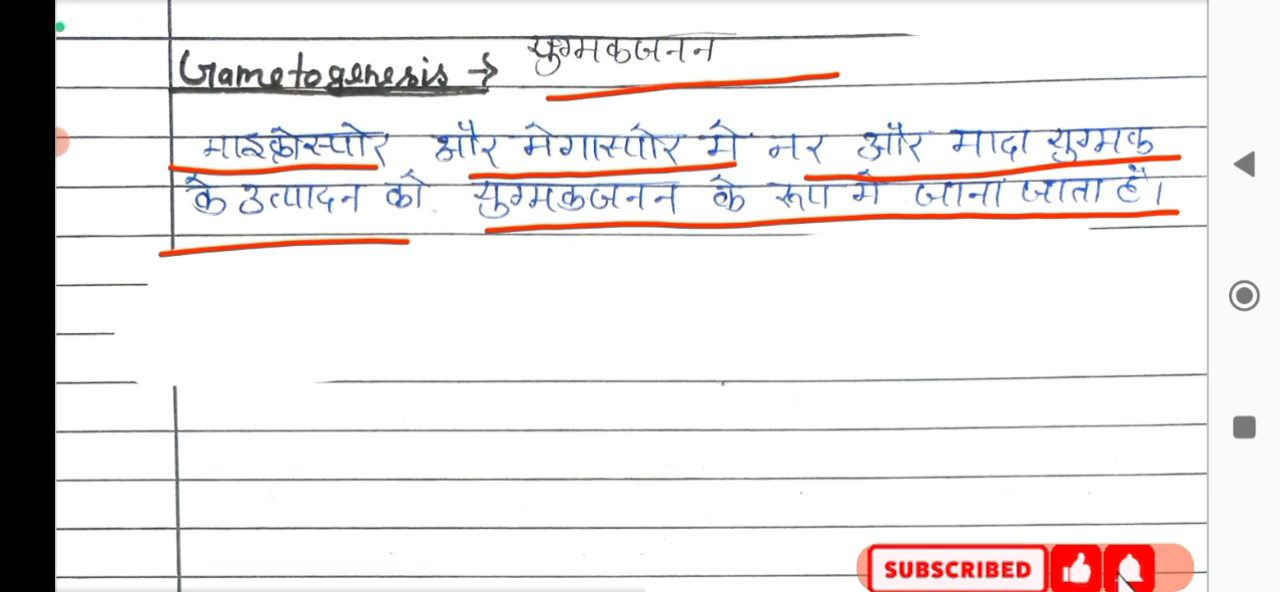 Gametogenesis → युग्मकजनन
माइक्रोस्पोर और मेगास्पोर में नर और मादा युग्मक
के उत्पादन को युग्मकजनन के रूप में जाना जाता है।
SUBSCRIBED